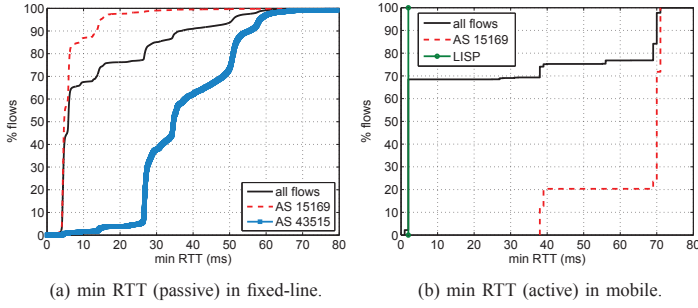 100
90
80
70
60
50
40
30
20
10
0
% flows
0 10 20 30 40 50 60 70 80
min RTT (ms)
all flows
AS 15169
AS 43515
(a) min RTT (passive) in fixed-line.
100
90
80
70
60
50
40
30
20
10
0
% flows
0 10 20 30 40 50 60 70 80
min RTT (ms)
all flows
AS 15169
LISP
(b) min RTT (active) in mobile.